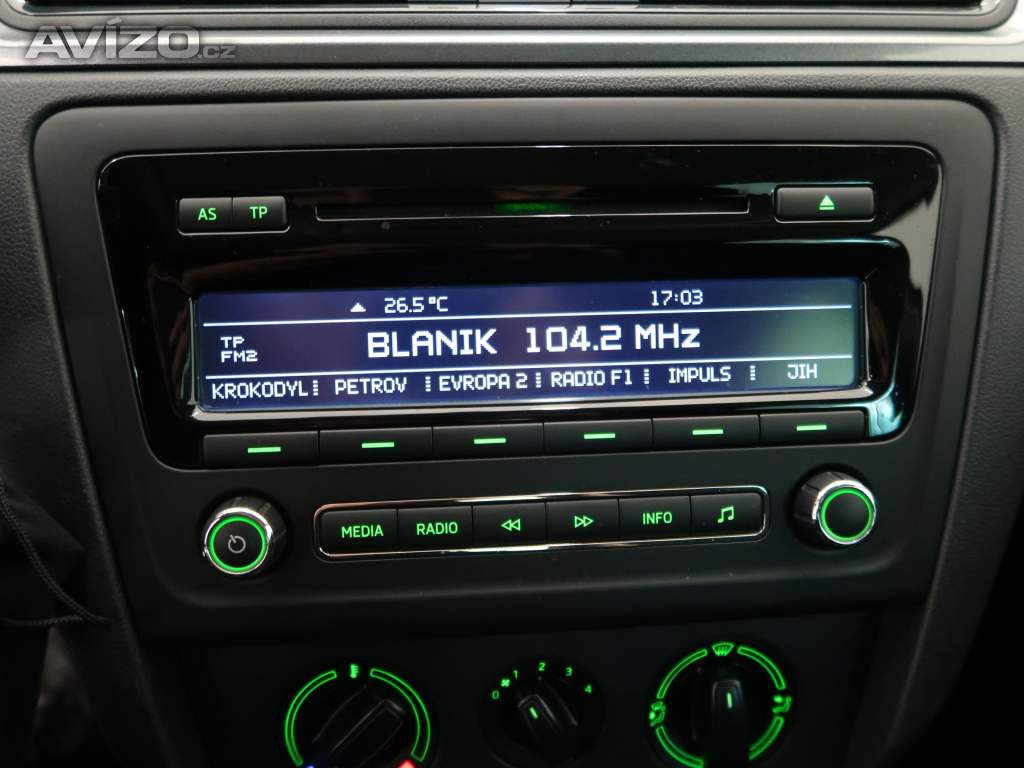 AVÍZO.cz
AS TP
26.5°C 17:03
TP
FM2
BLANIK 104.2 MHz
KROKODYL PETROV EVROPA 2 RADIO F1 IMPULS JIH
MEDIA RADIO INFO
0 1 2 3 4